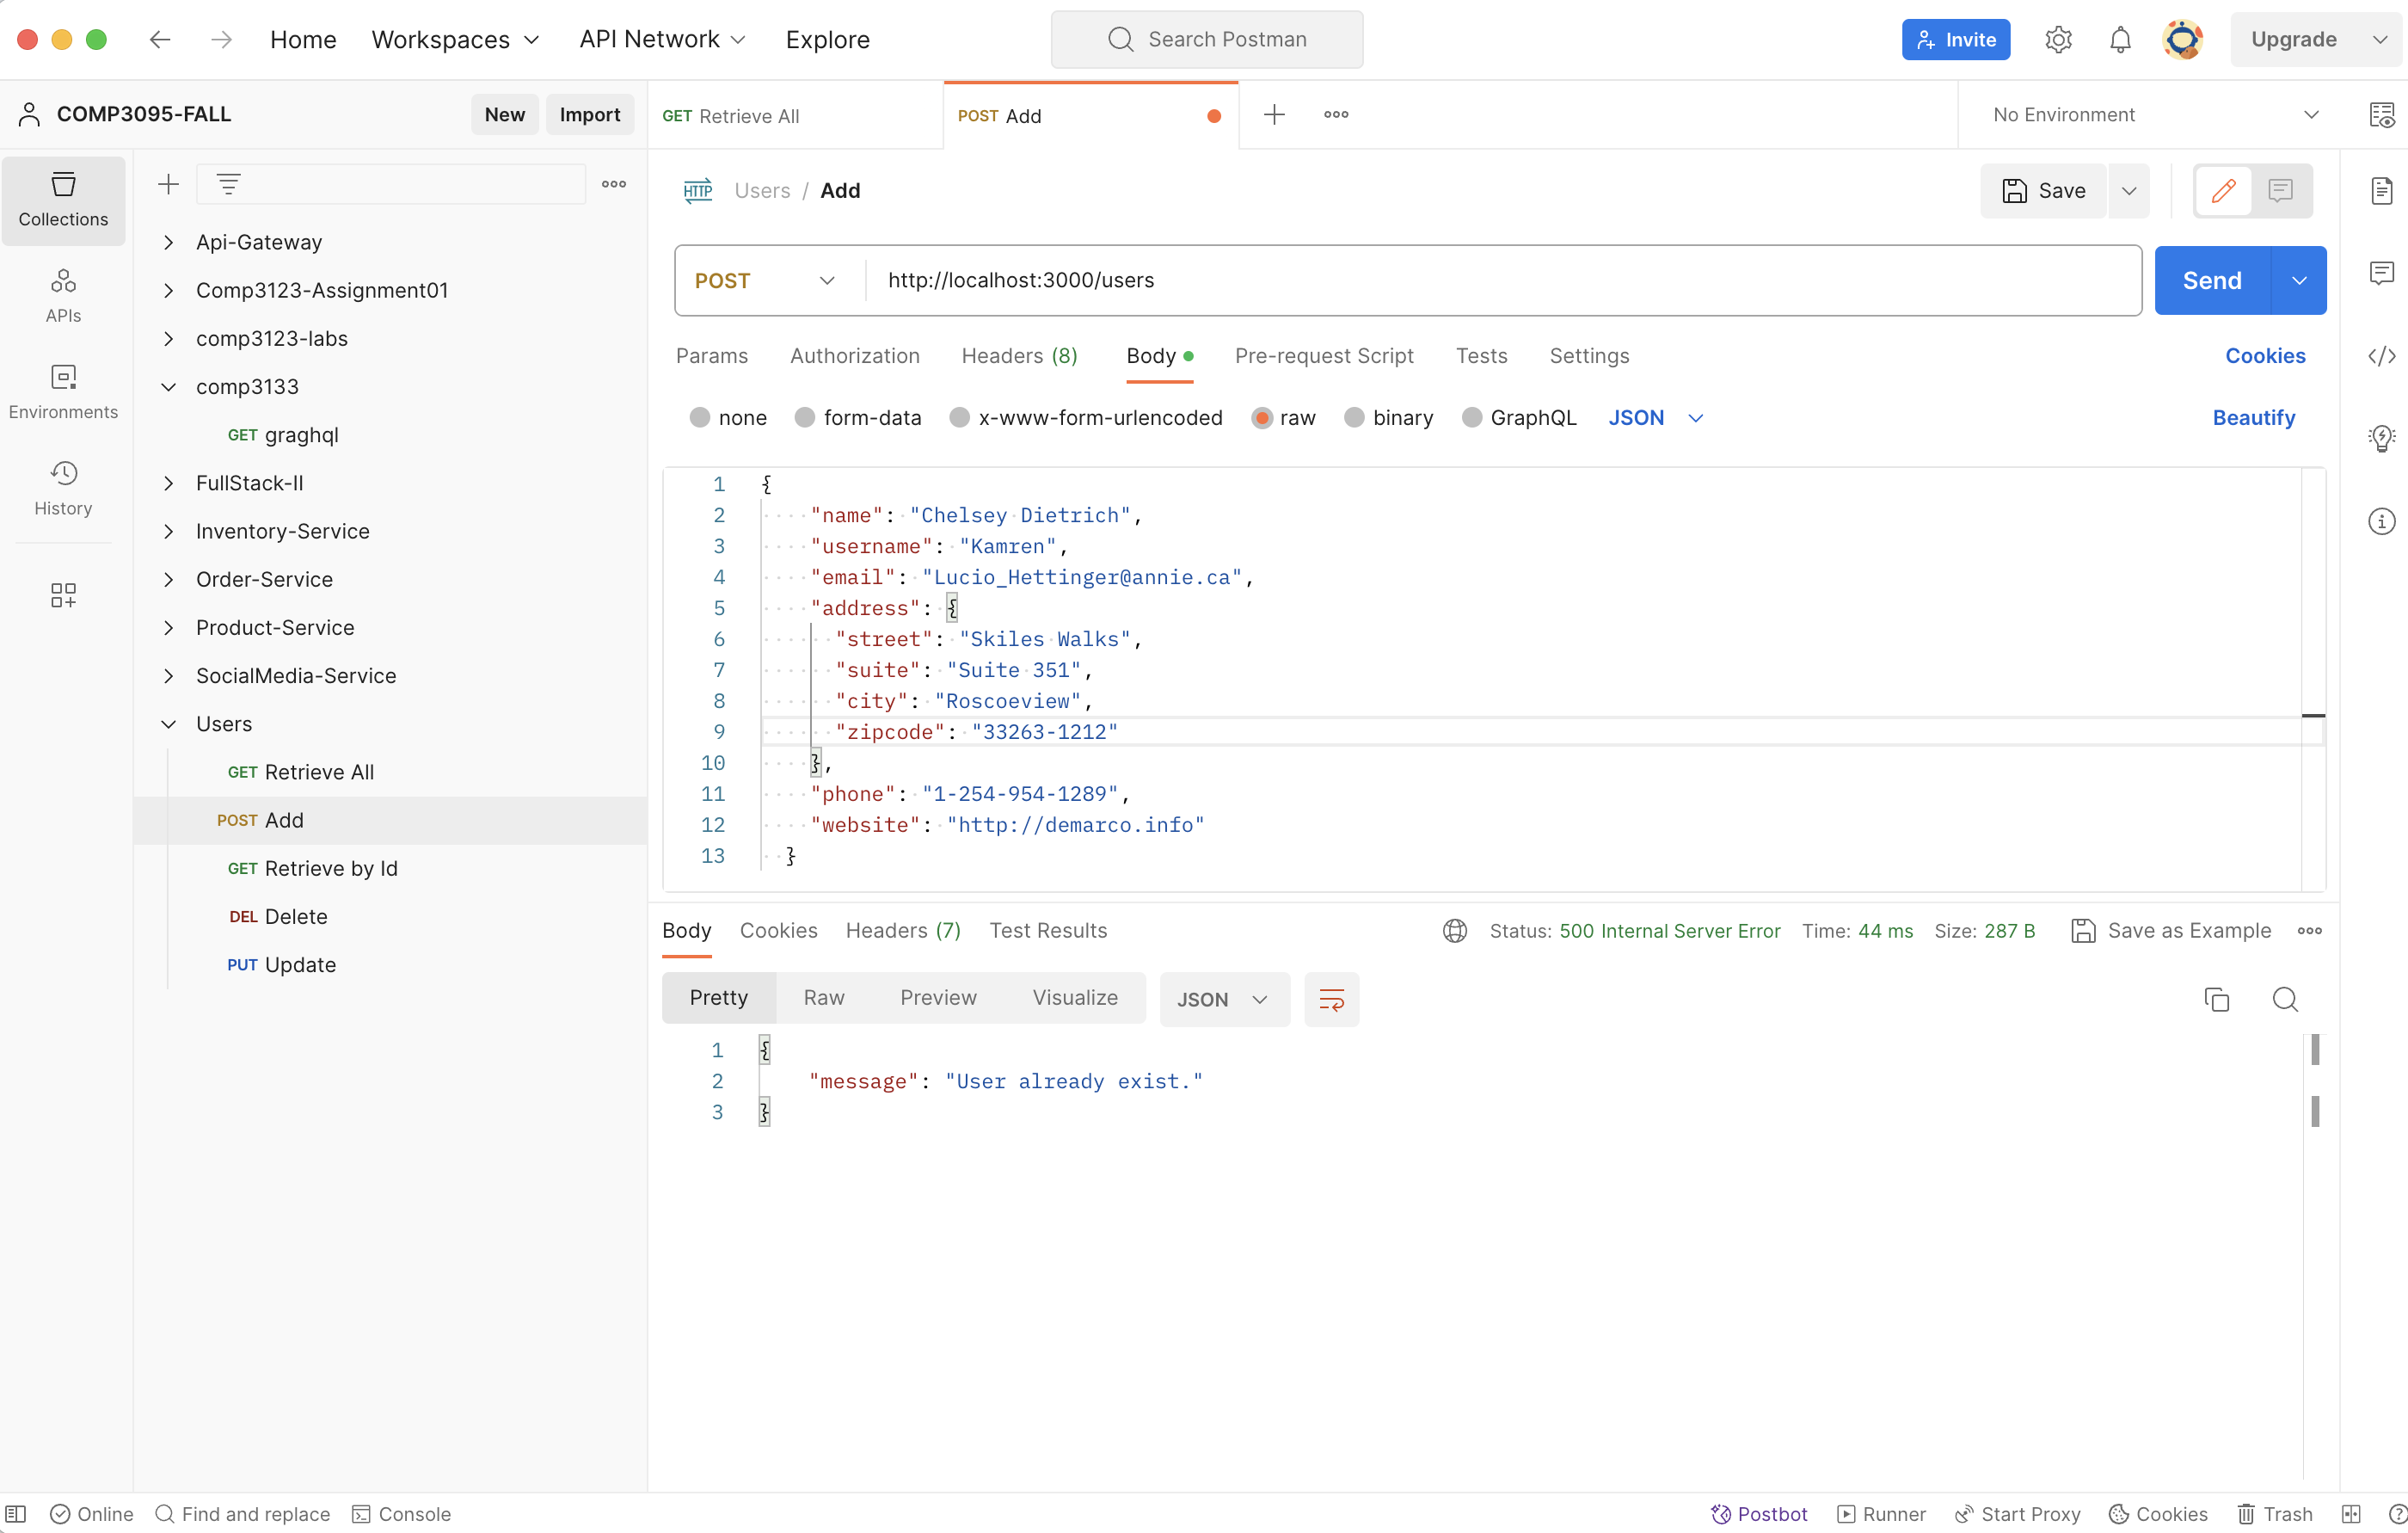 Home Workspaces API Network Explore Search Postman Invite Upgrade
COMP3095-FALL New Import GET Retrieve All POST Add No Environment
Collections
APIs
Environments
History
Api-Gateway
Comp3123-Assignment01
comp3123-labs
comp3133
GET graghql
FullStack-II
Inventory-Service
Order-Service
Product-Service
SocialMedia-Service
Users
GET Retrieve All
POST Add
GET Retrieve by Id
DEL Delete
PUT Update
HTTP Users / Add Save
POST http://localhost:3000/users Send
Params Authorization Headers (8) Body Pre-request Script Tests Settings Cookies
none form-data x-www-form-urlencoded raw binary GraphQL JSON Beautify
1 {
2 "name": "Chelsey Dietrich",
3 "username": "Kamren",
4 "email": "Lucio_Hettinger@annie.ca",
5 "address": {
6 "street": "Skiles Walks",
7 "suite": "Suite 351",
8 "city": "Roscoeview",
9 "zipcode": "33263-1212"
10 },
11 "phone": "1-254-954-1289",
12 "website": "http://demarco.info"
13 }
Body Cookies Headers (7) Test Results Status: 500 Internal Server Error Time: 44 ms Size: 287 B Save as Example
Pretty Raw Preview Visualize JSON
1 {
2 "message": "User already exist."
3 }
Online Find and replace Console Postbot Runner Start Proxy Cookies Trash